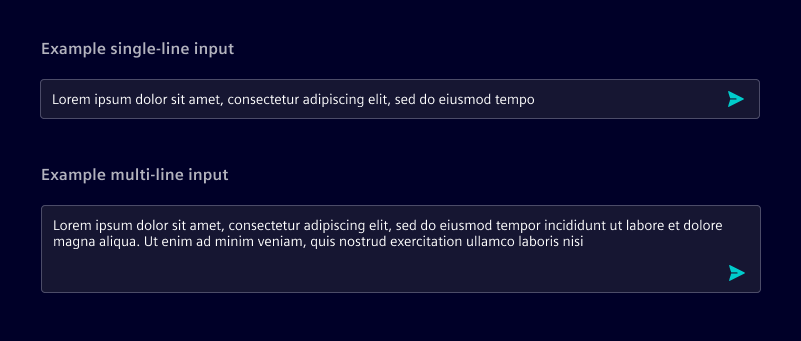 Example single-line input
Lorem ipsum dolor sit amet, consectetur adipiscing elit, sed do eiusmod tempo
Example multi-line input
Lorem ipsum dolor sit amet, consectetur adipiscing elit, sed do eiusmod tempor incididunt ut labore et dolore
magna aliqua. Ut enim ad minim veniam, quis nostrud exercitation ullamco laboris nisi